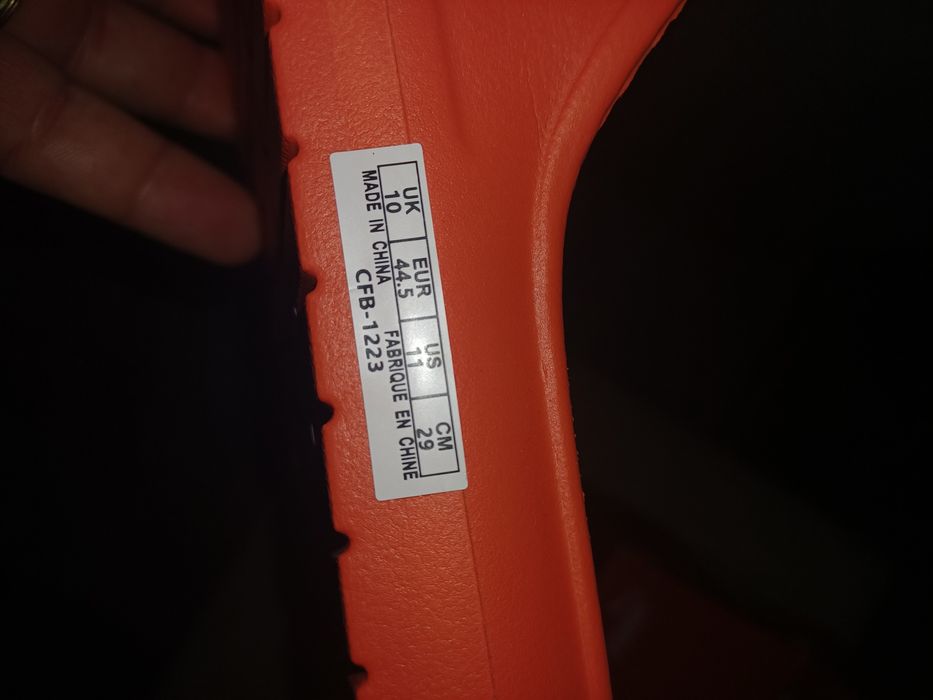 UK EUR US CM
10 44.5 11 29
MADE IN CHINA FABRIQUE EN CHINE
CFB-1223